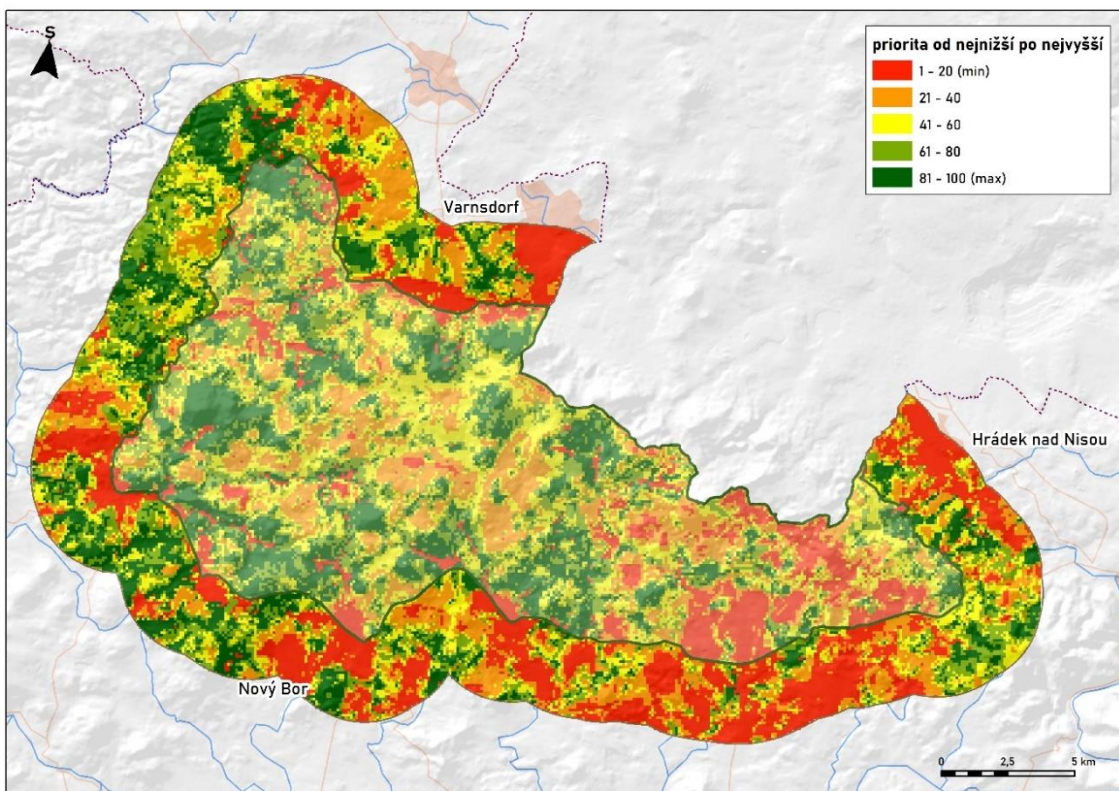 S
priorita od nejnižší po nejvyšší
1 - 20 (min)
21 - 40
41 - 60
61 - 80
81 - 100 (max)
Varnsdorf
Hrádek nad Nisou
Nový Bor
0 2,5 5 km